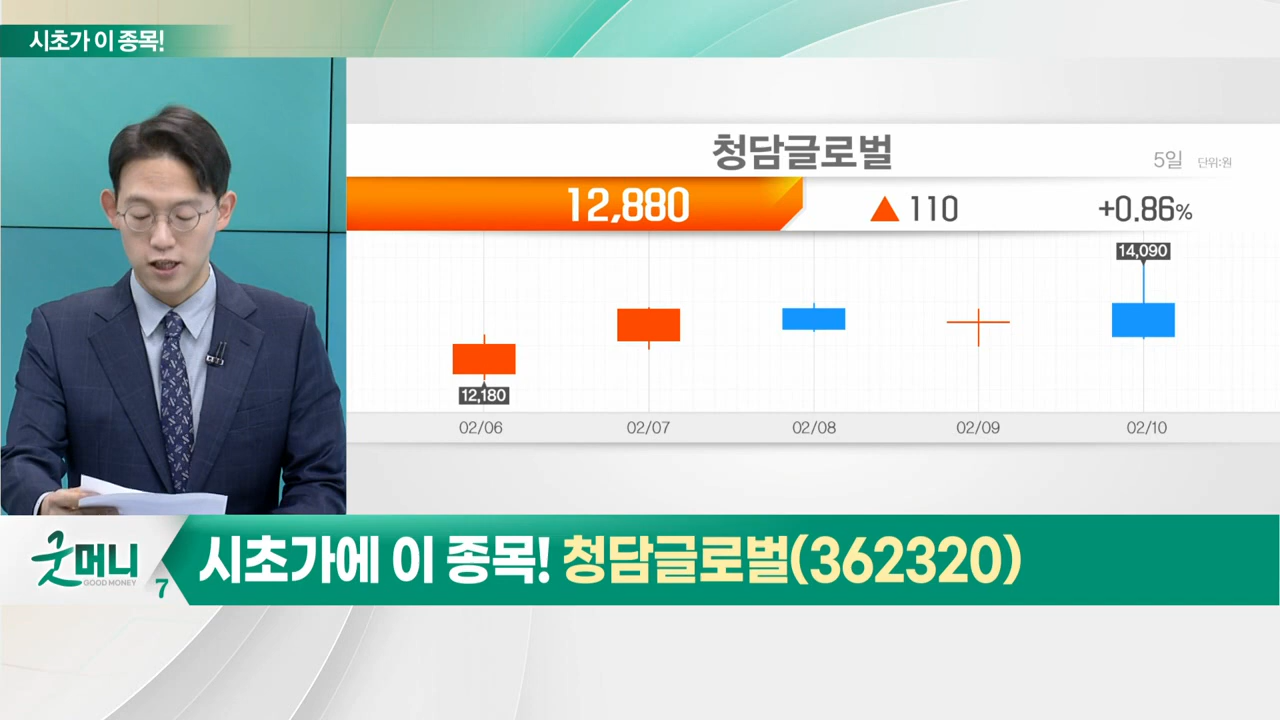 시초가 이 종목!
청담글로벌
5일 단위:원
12,880 ▲ 110 +0.86%
14,090
12,180
02/06 02/07 02/08 02/09 02/10
굿머니
GOOD MONEY
7
시초가에 이 종목! 청담글로벌(362320)